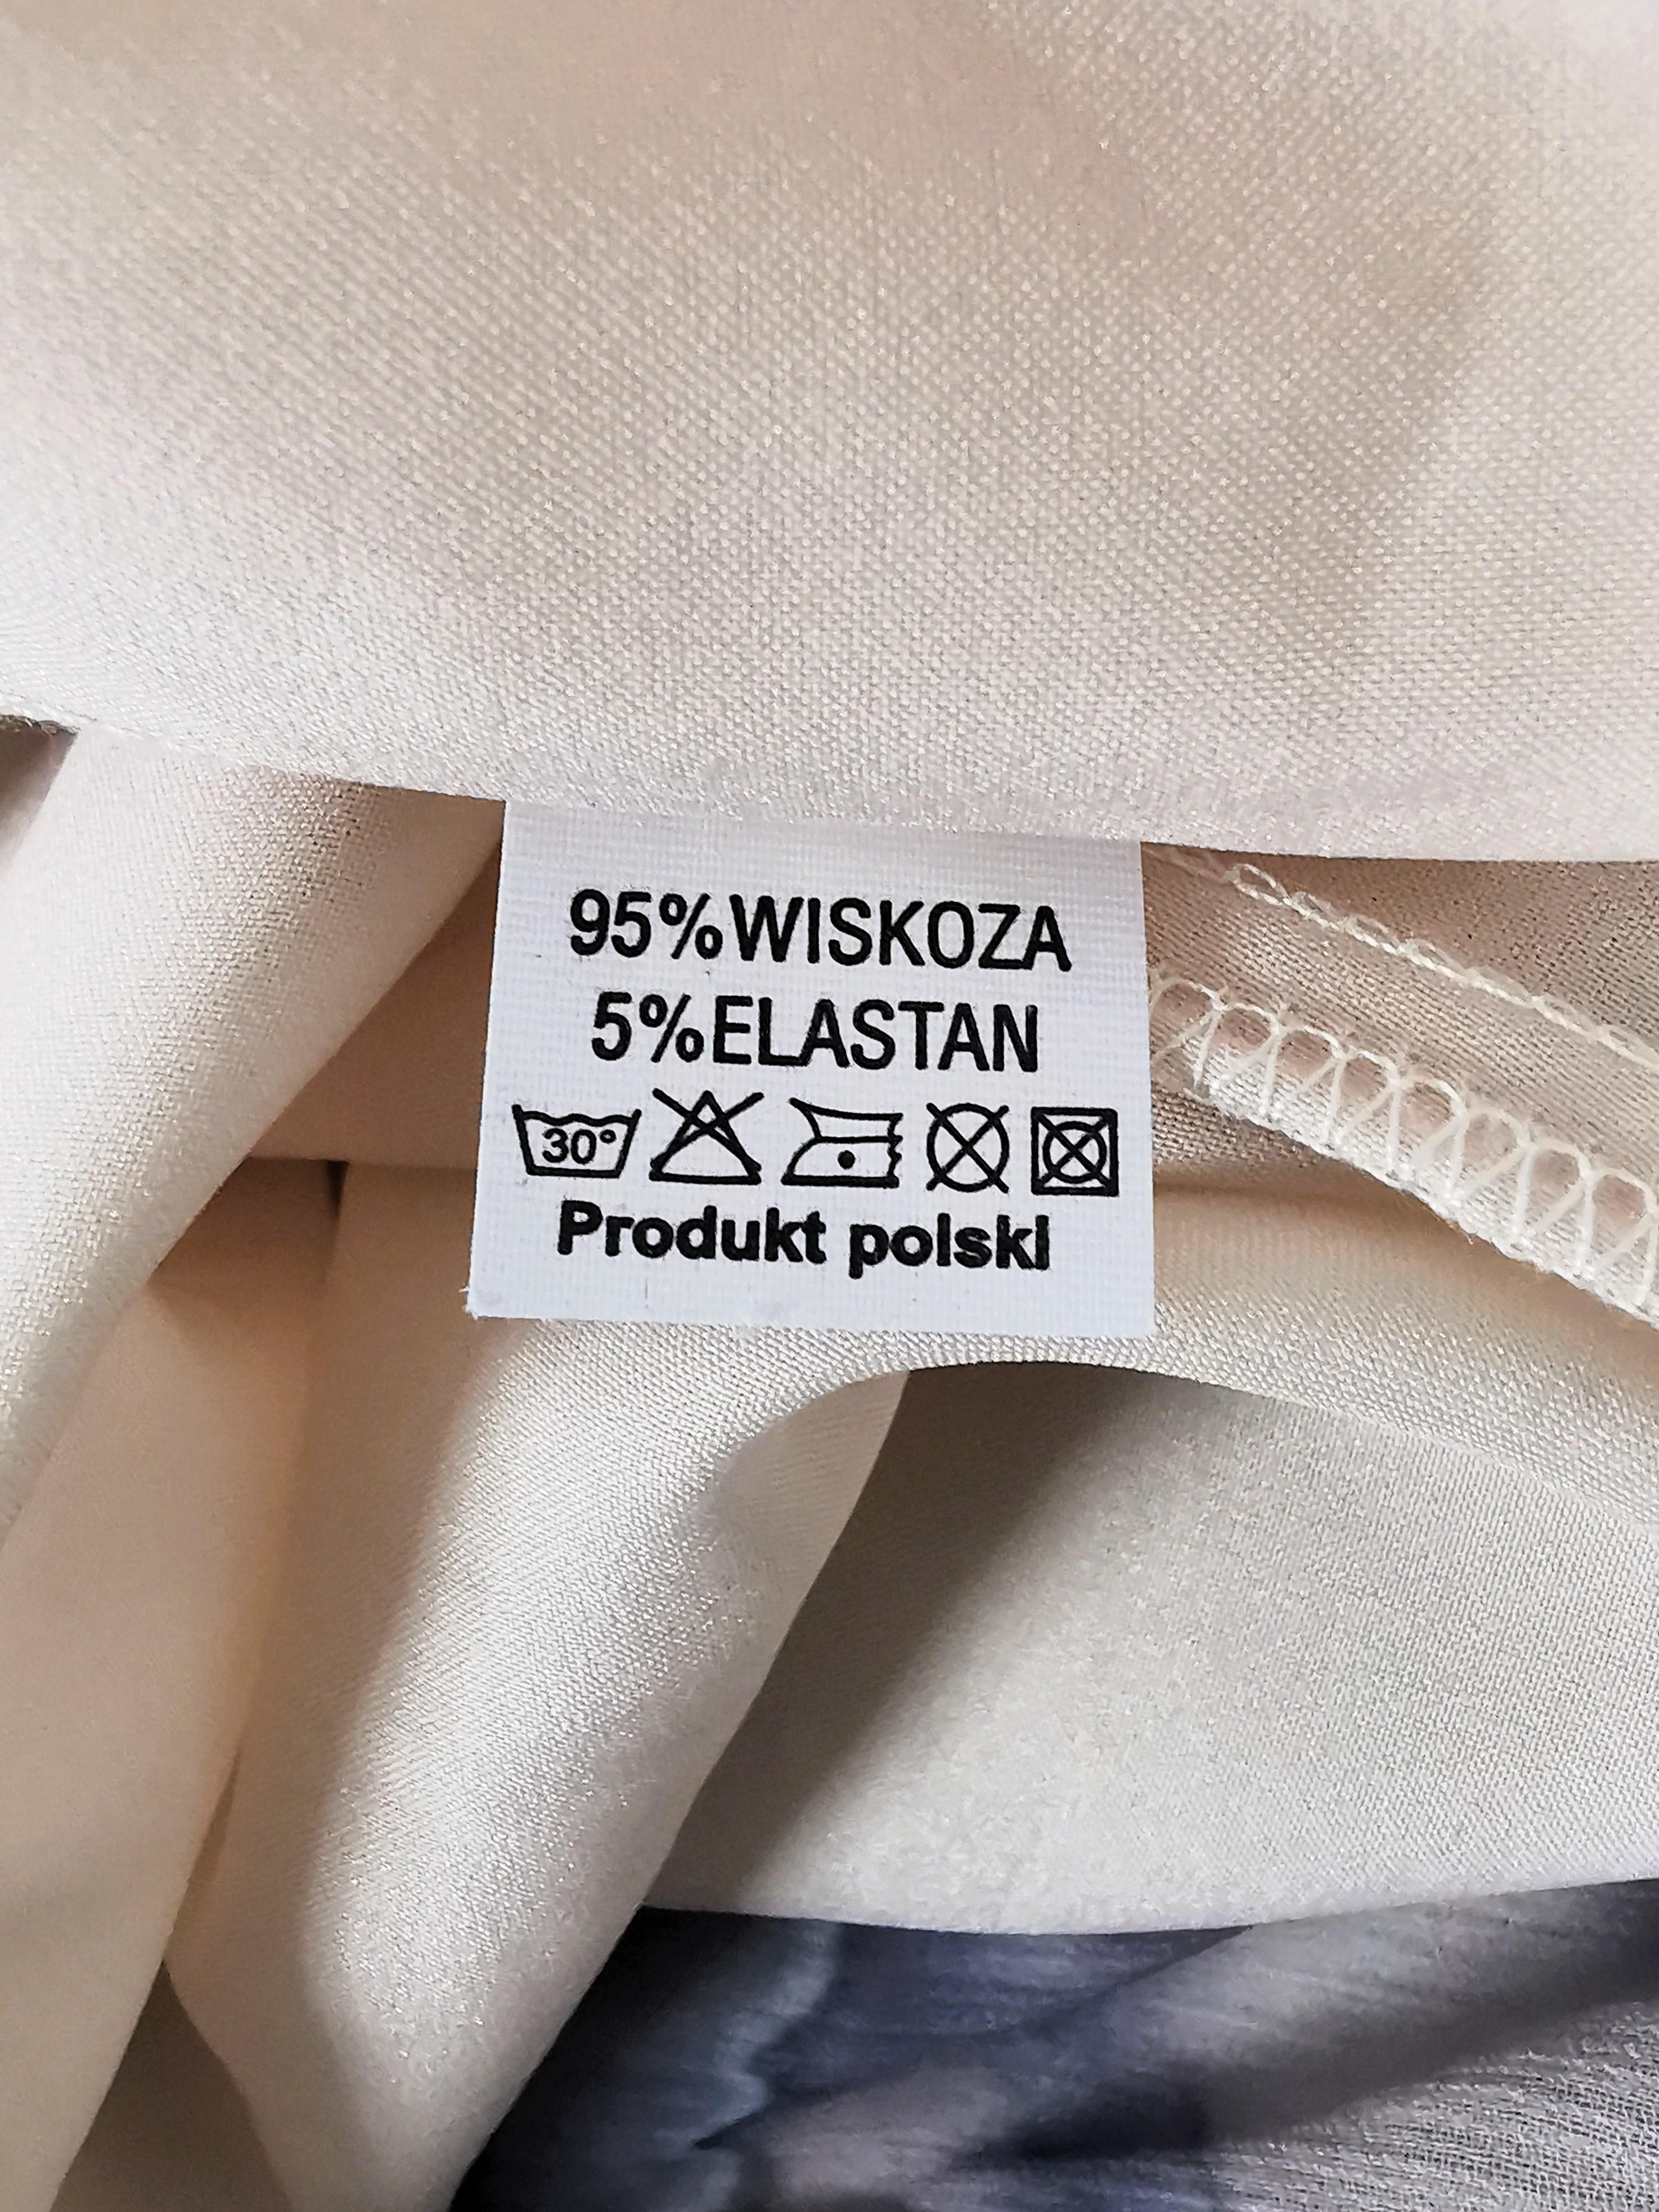 95%WISKOZA
5%ELASTAN
30°
Produkt polski